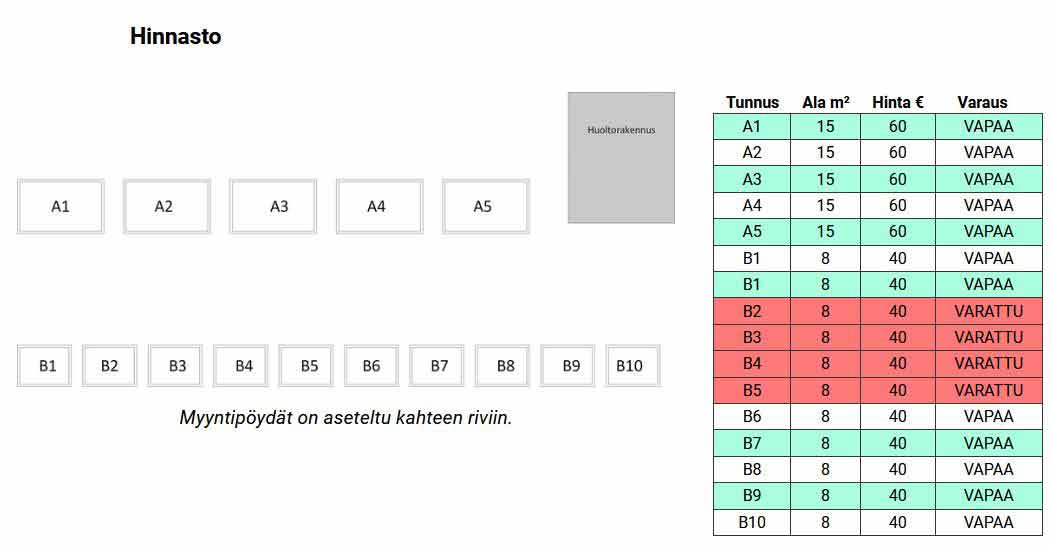 Hinnasto
Huoltorakennus
A1 A2 A3 A4 A5
B1 B2 B3 B4 B5 B6 B7 B8 B9 B10
Myyntipöydät on aseteltu kahteen riviin.
Tunnus Ala m² Hinta € Varaus
A1 15 60 VAPAA
A2 15 60 VAPAA
A3 15 60 VAPAA
A4 15 60 VAPAA
A5 15 60 VAPAA
B1 8 40 VAPAA
B1 8 40 VAPAA
B2 8 40 VARATTU
B3 8 40 VARATTU
B4 8 40 VARATTU
B5 8 40 VARATTU
B6 8 40 VAPAA
B7 8 40 VAPAA
B8 8 40 VAPAA
B9 8 40 VAPAA
B10 8 40 VAPAA